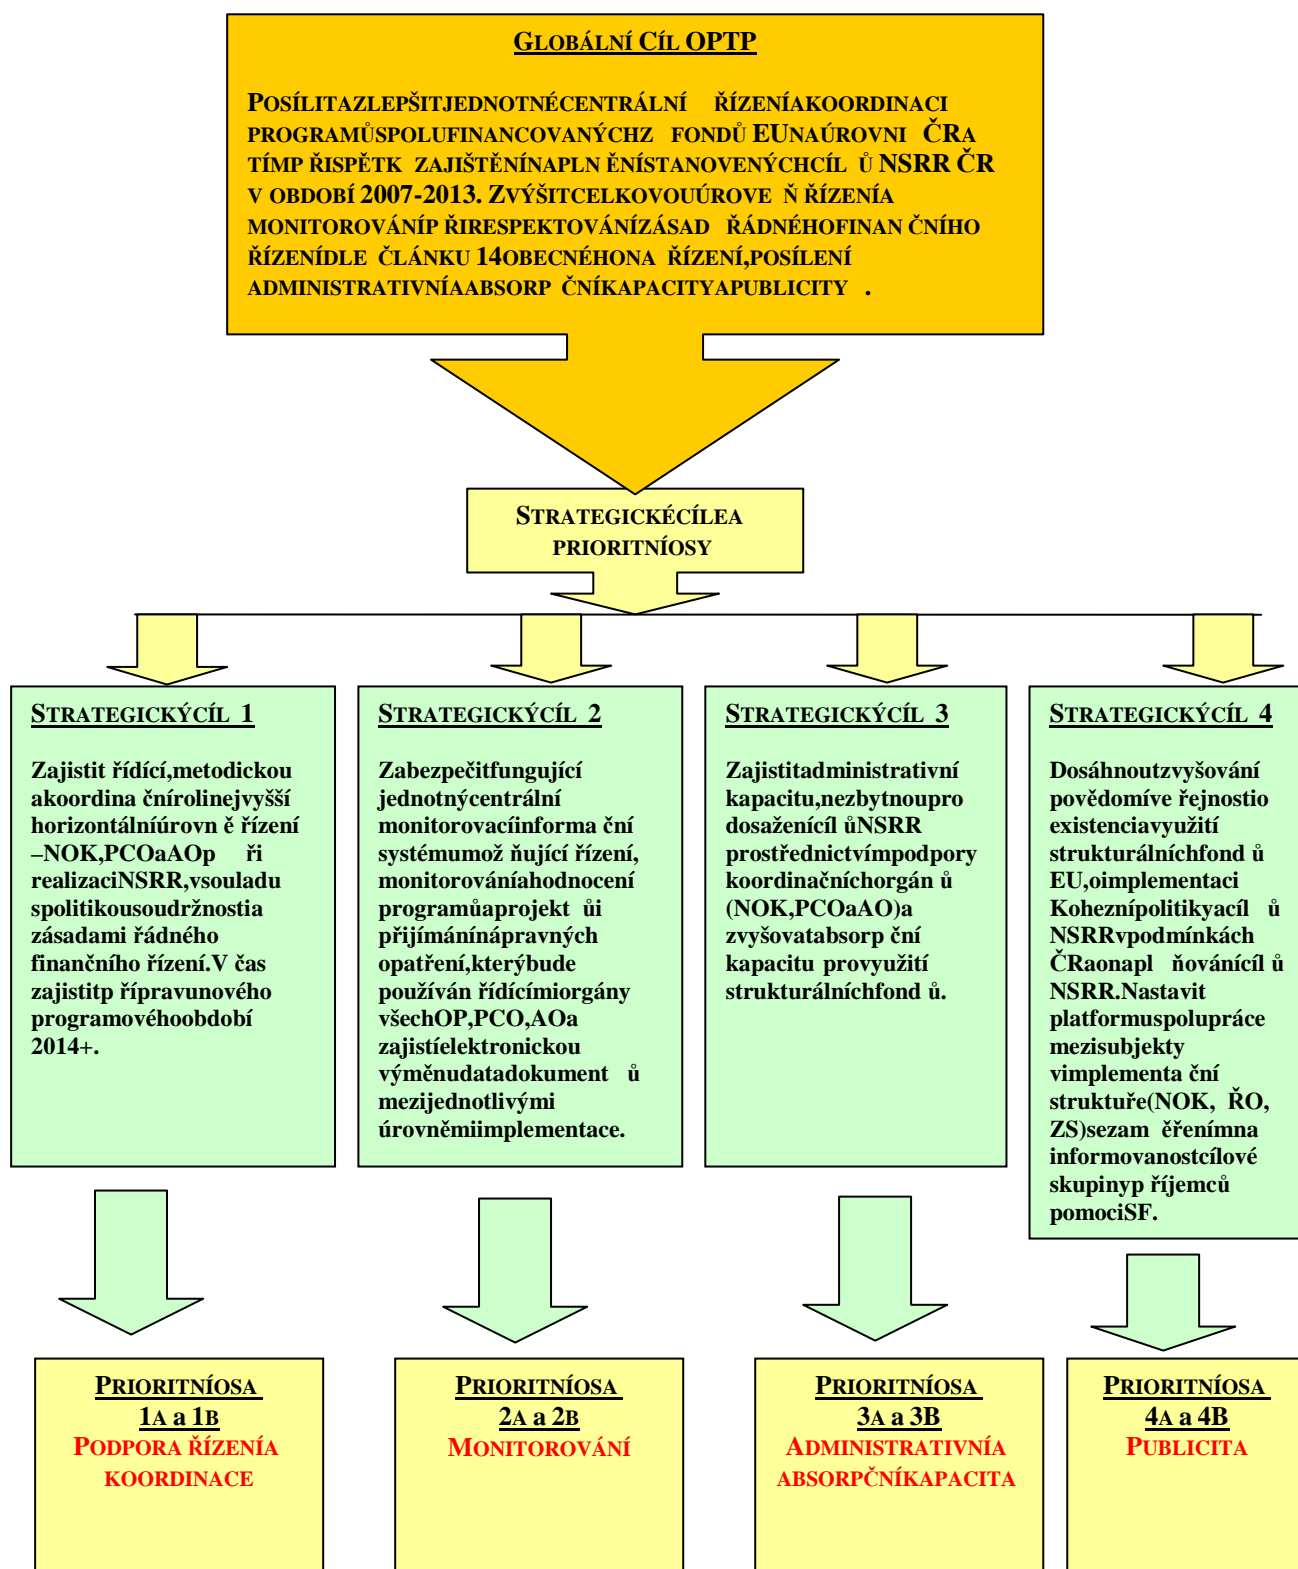 GLOBÁLNÍ CÍL OPTP
POSÍLITAZLEPŠITJEDNOTNÉCENTRÁLNÍ ŘÍZENÍAKOORDINACI
PROGRAMŮSPOLUFINANCOVANÝCHZ FONDŮ EUNAÚROVNI ČRA
TÍMP ŘISPĚTK ZAJIŠTĚNÍNAPLN ĚNÍSTANOVENÝCHCÍL Ů NSRR ČR
V OBDOBÍ 2007-2013. ZVÝŠITCELKOVOUÚROVE Ň ŘÍZENÍA
MONITOROVÁNÍP ŘIRESPEKTOVÁNÍZÁSAD ŘÁDNÉHOFINAN ČNÍHO
ŘÍZENÍDLE ČLÁNKU 14OBECNÉHONA ŘÍZENÍ,POSÍLENÍ
ADMINISTRATIVNÍAABSORP ČNÍKAPACITYAPUBLICITY .
STRATEGICKÉCÍLEA
PRIORITNÍOSY
STRATEGICKÝCÍL 1
Zajistit řídící,metodickou
akoordina čnírolinejvyšší
horizontálníúrovn ě řízení
–NOK,PCOaAOp ři
realizaciNSRR,vsouladu
spolitikousoudržnostia
zásadami řádného
finančního řízení.V čas
zajistitp řípravunového
programovéhoobdobí
2014+.
STRATEGICKÝCÍL 2
Zabezpečitfungující
jednotnýcentrální
monitorovacíinforma ční
systémumož ňující řízení,
monitorováníahodnocení
programůaprojekt ůi
přijímánínápravných
opatření,kterýbude
používán řídícímiorgány
všechOP,PCO,AOa
zajistíelektronickou
výměnudatadokument ů
mezijednotlivými
úrovněmiimplementace.
STRATEGICKÝCÍL 3
Zajistitadministrativní
kapacitu,nezbytnoupro
dosaženícíl ůNSRR
prostřednictvímpodpory
koordinačníchorgán ů
(NOK,PCOaAO)a
zvyšovatabsorp ční
kapacitu provyužití
strukturálníchfond ů.
STRATEGICKÝCÍL 4
Dosáhnoutzvyšování
povědomíve řejnostio
existenciavyužití
strukturálníchfond ů
EU,oimplementaci
Koheznípolitikyacíl ů
NSRRvpodmínkách
ČRaonapl ňovánícíl ů
NSRR.Nastavit
platformuspolupráce
mezisubjekty
vimplementa ční
struktuře(NOK, ŘO,
ZS)sezam ěřenímna
informovanostcílové
skupinyp říjemců
pomociSF.
PRIORITNÍOSA
1A a 1B
PODPORA ŘÍZENÍA
KOORDINACE
PRIORITNÍOSA
2A a 2B
MONITOROVÁNÍ
PRIORITNÍOSA
3A a 3B
ADMINISTRATIVNÍA
ABSORPČNÍKAPACITA
PRIORITNÍOSA
4A a 4B
PUBLICITA